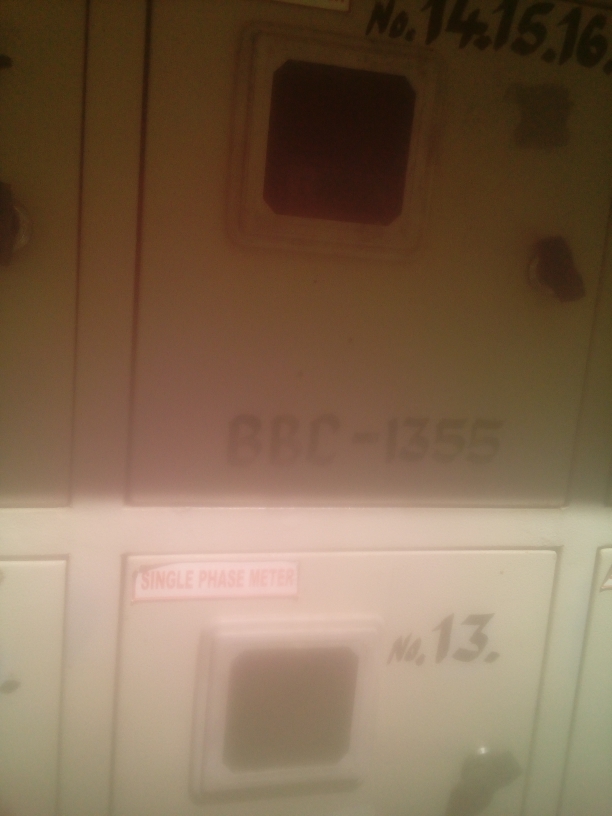 No. 14.15.16.
BBC-1355
SINGLE PHASE METER
No. 13.